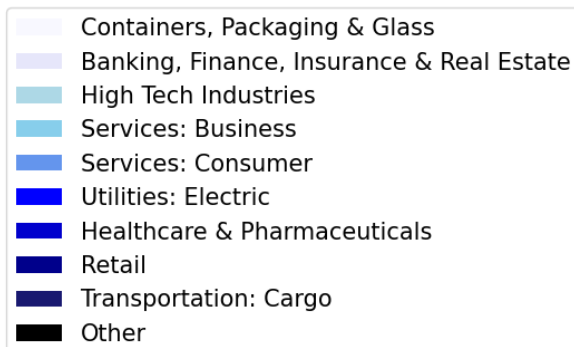 Containers, Packaging & Glass
Banking, Finance, Insurance & Real Estate
High Tech Industries
Services: Business
Services: Consumer
Utilities: Electric
Healthcare & Pharmaceuticals
Retail
Transportation: Cargo
Other